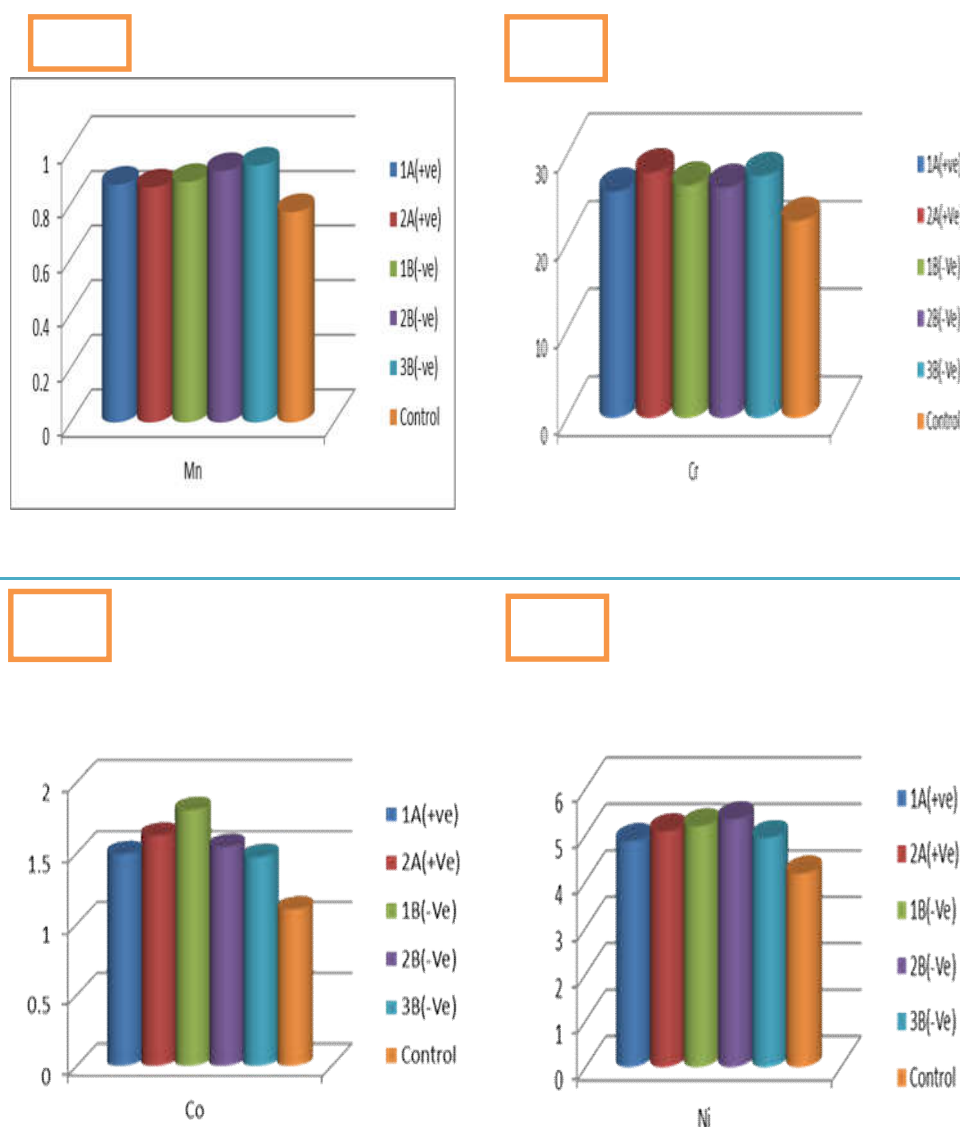 1
0.8
0.6
0.4
0.2
0
Mn
1A(+ve)
2A(+ve)
1B(-ve)
2B(-ve)
3B(-ve)
Control
30
20
10
0
Cr
1A(+ve)
2A(+Ve)
1B(-Ve)
2B(-Ve)
3B(-Ve)
Control
2
1.5
1
0.5
0
Co
1A(+ve)
2A(+Ve)
1B(-Ve)
2B(-Ve)
3B(-Ve)
Control
6
5
4
3
2
1
0
Ni
1A(+ve)
2A(+Ve)
1B(-Ve)
2B(-Ve)
3B(-Ve)
Control